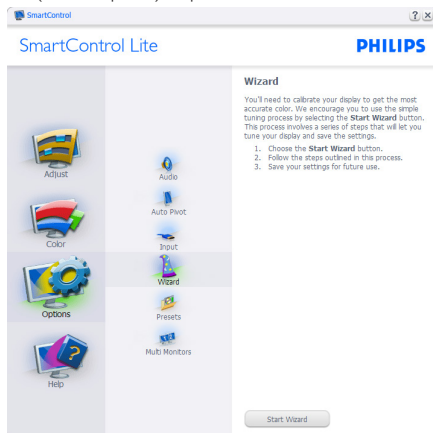 SmartControl
SmartControl Lite
PHILIPS
Adjust
Color
Options
Help
Audio
Auto Pivot
Input
Wizard
Presets
Multi Monitors
Wizard
You'll need to calibrate your display to get the most
accurate color. We encourage you to use the simple
tuning process by selecting the Start Wizard button.
This process involves a series of steps that will let you
tune your display and save the settings.
1. Choose the Start Wizard button.
2. Follow the steps outlined in this process.
3. Save your settings for future use.
Start Wizard